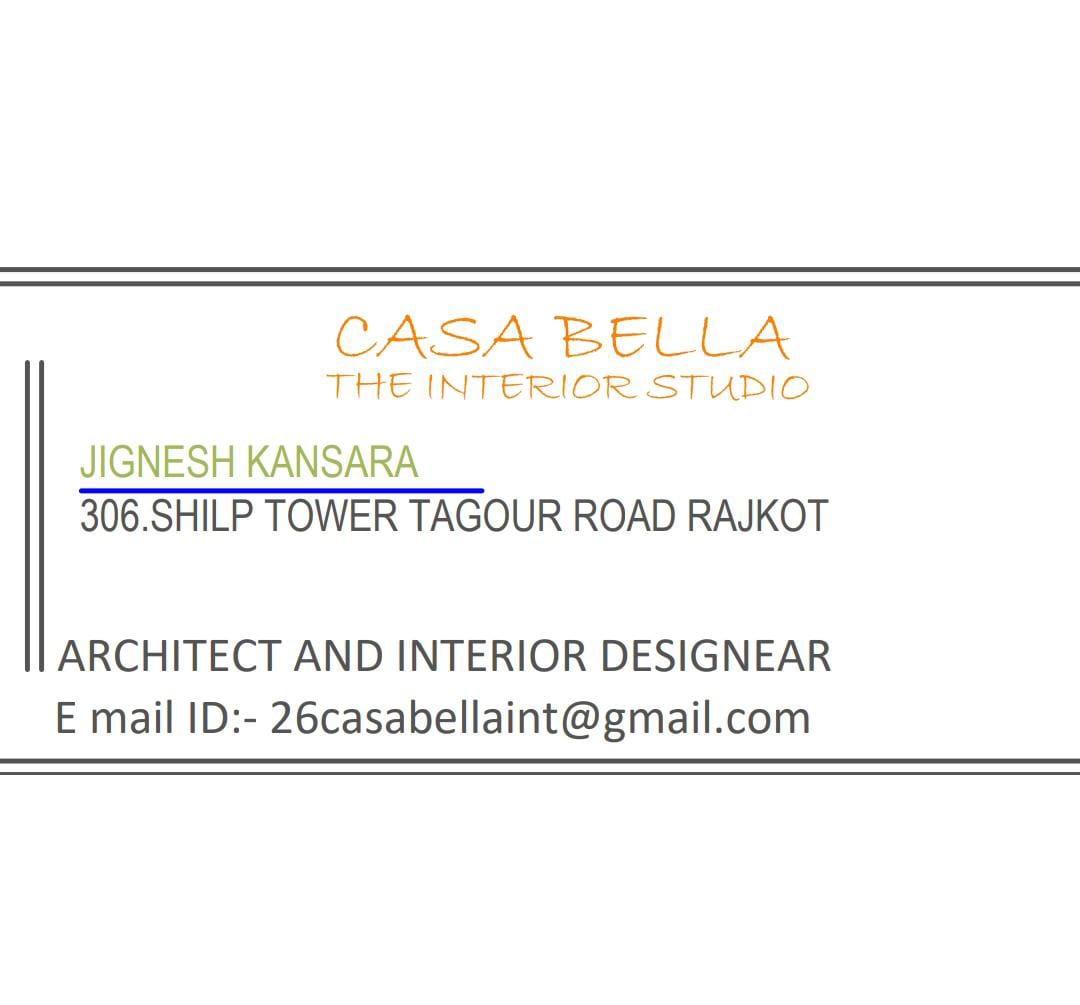 CASA BELLA
THE INTERIOR STUDIO
JIGNESH KANSARA
306.SHILP TOWER TAGOUR ROAD RAJKOT
ARCHITECT AND INTERIOR DESIGNEAR
E mail ID:- 26casabellaint@gmail.com